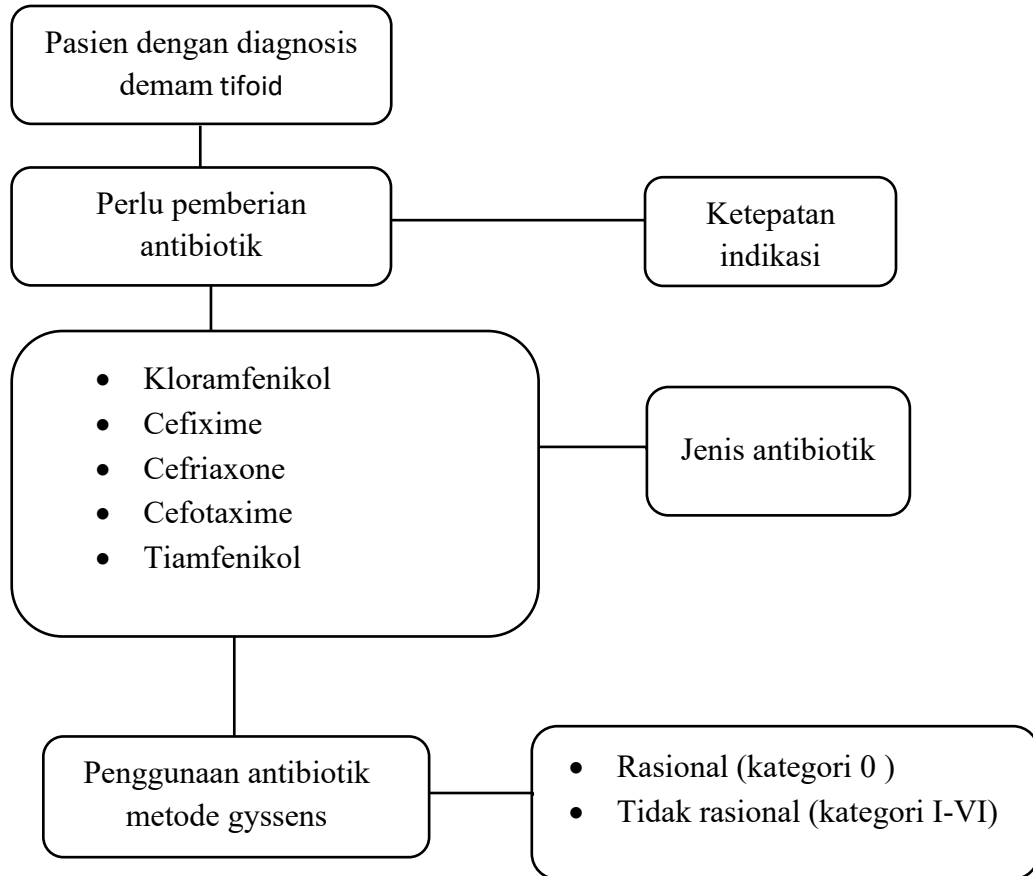 Pasien dengan diagnosis
demam tifoid
Perlu pemberian
antibiotik
Ketepatan
indikasi
• Kloramfenikol
• Cefixime
• Cefriaxone
• Cefotaxime
• Tiamfenikol
Jenis antibiotik
Penggunaan antibiotik
metode gyssens
• Rasional (kategori 0 )
• Tidak rasional (kategori I-VI)